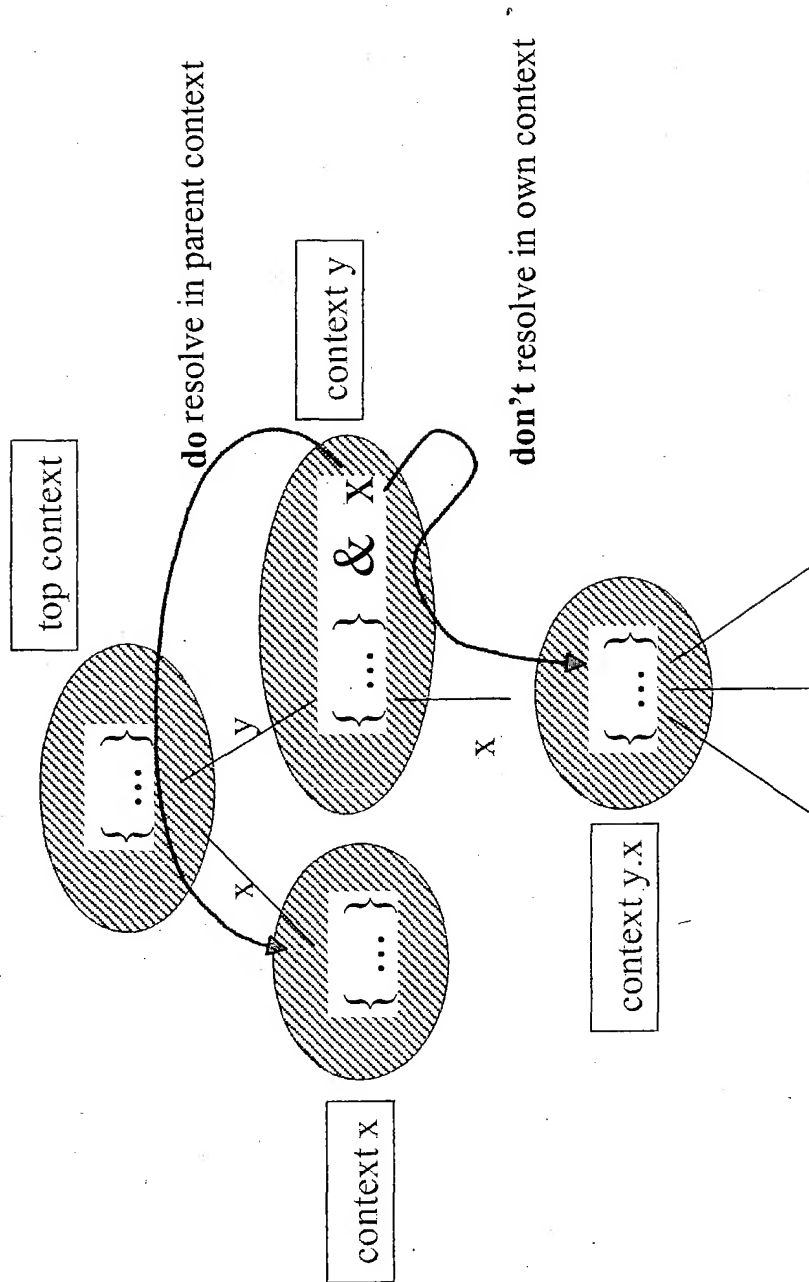 top context
{ ... }
do resolve in parent context
x
y
context x
{ ... }
{ ... } & x
context y
x
don't resolve in own context
context y.x
{ ... }